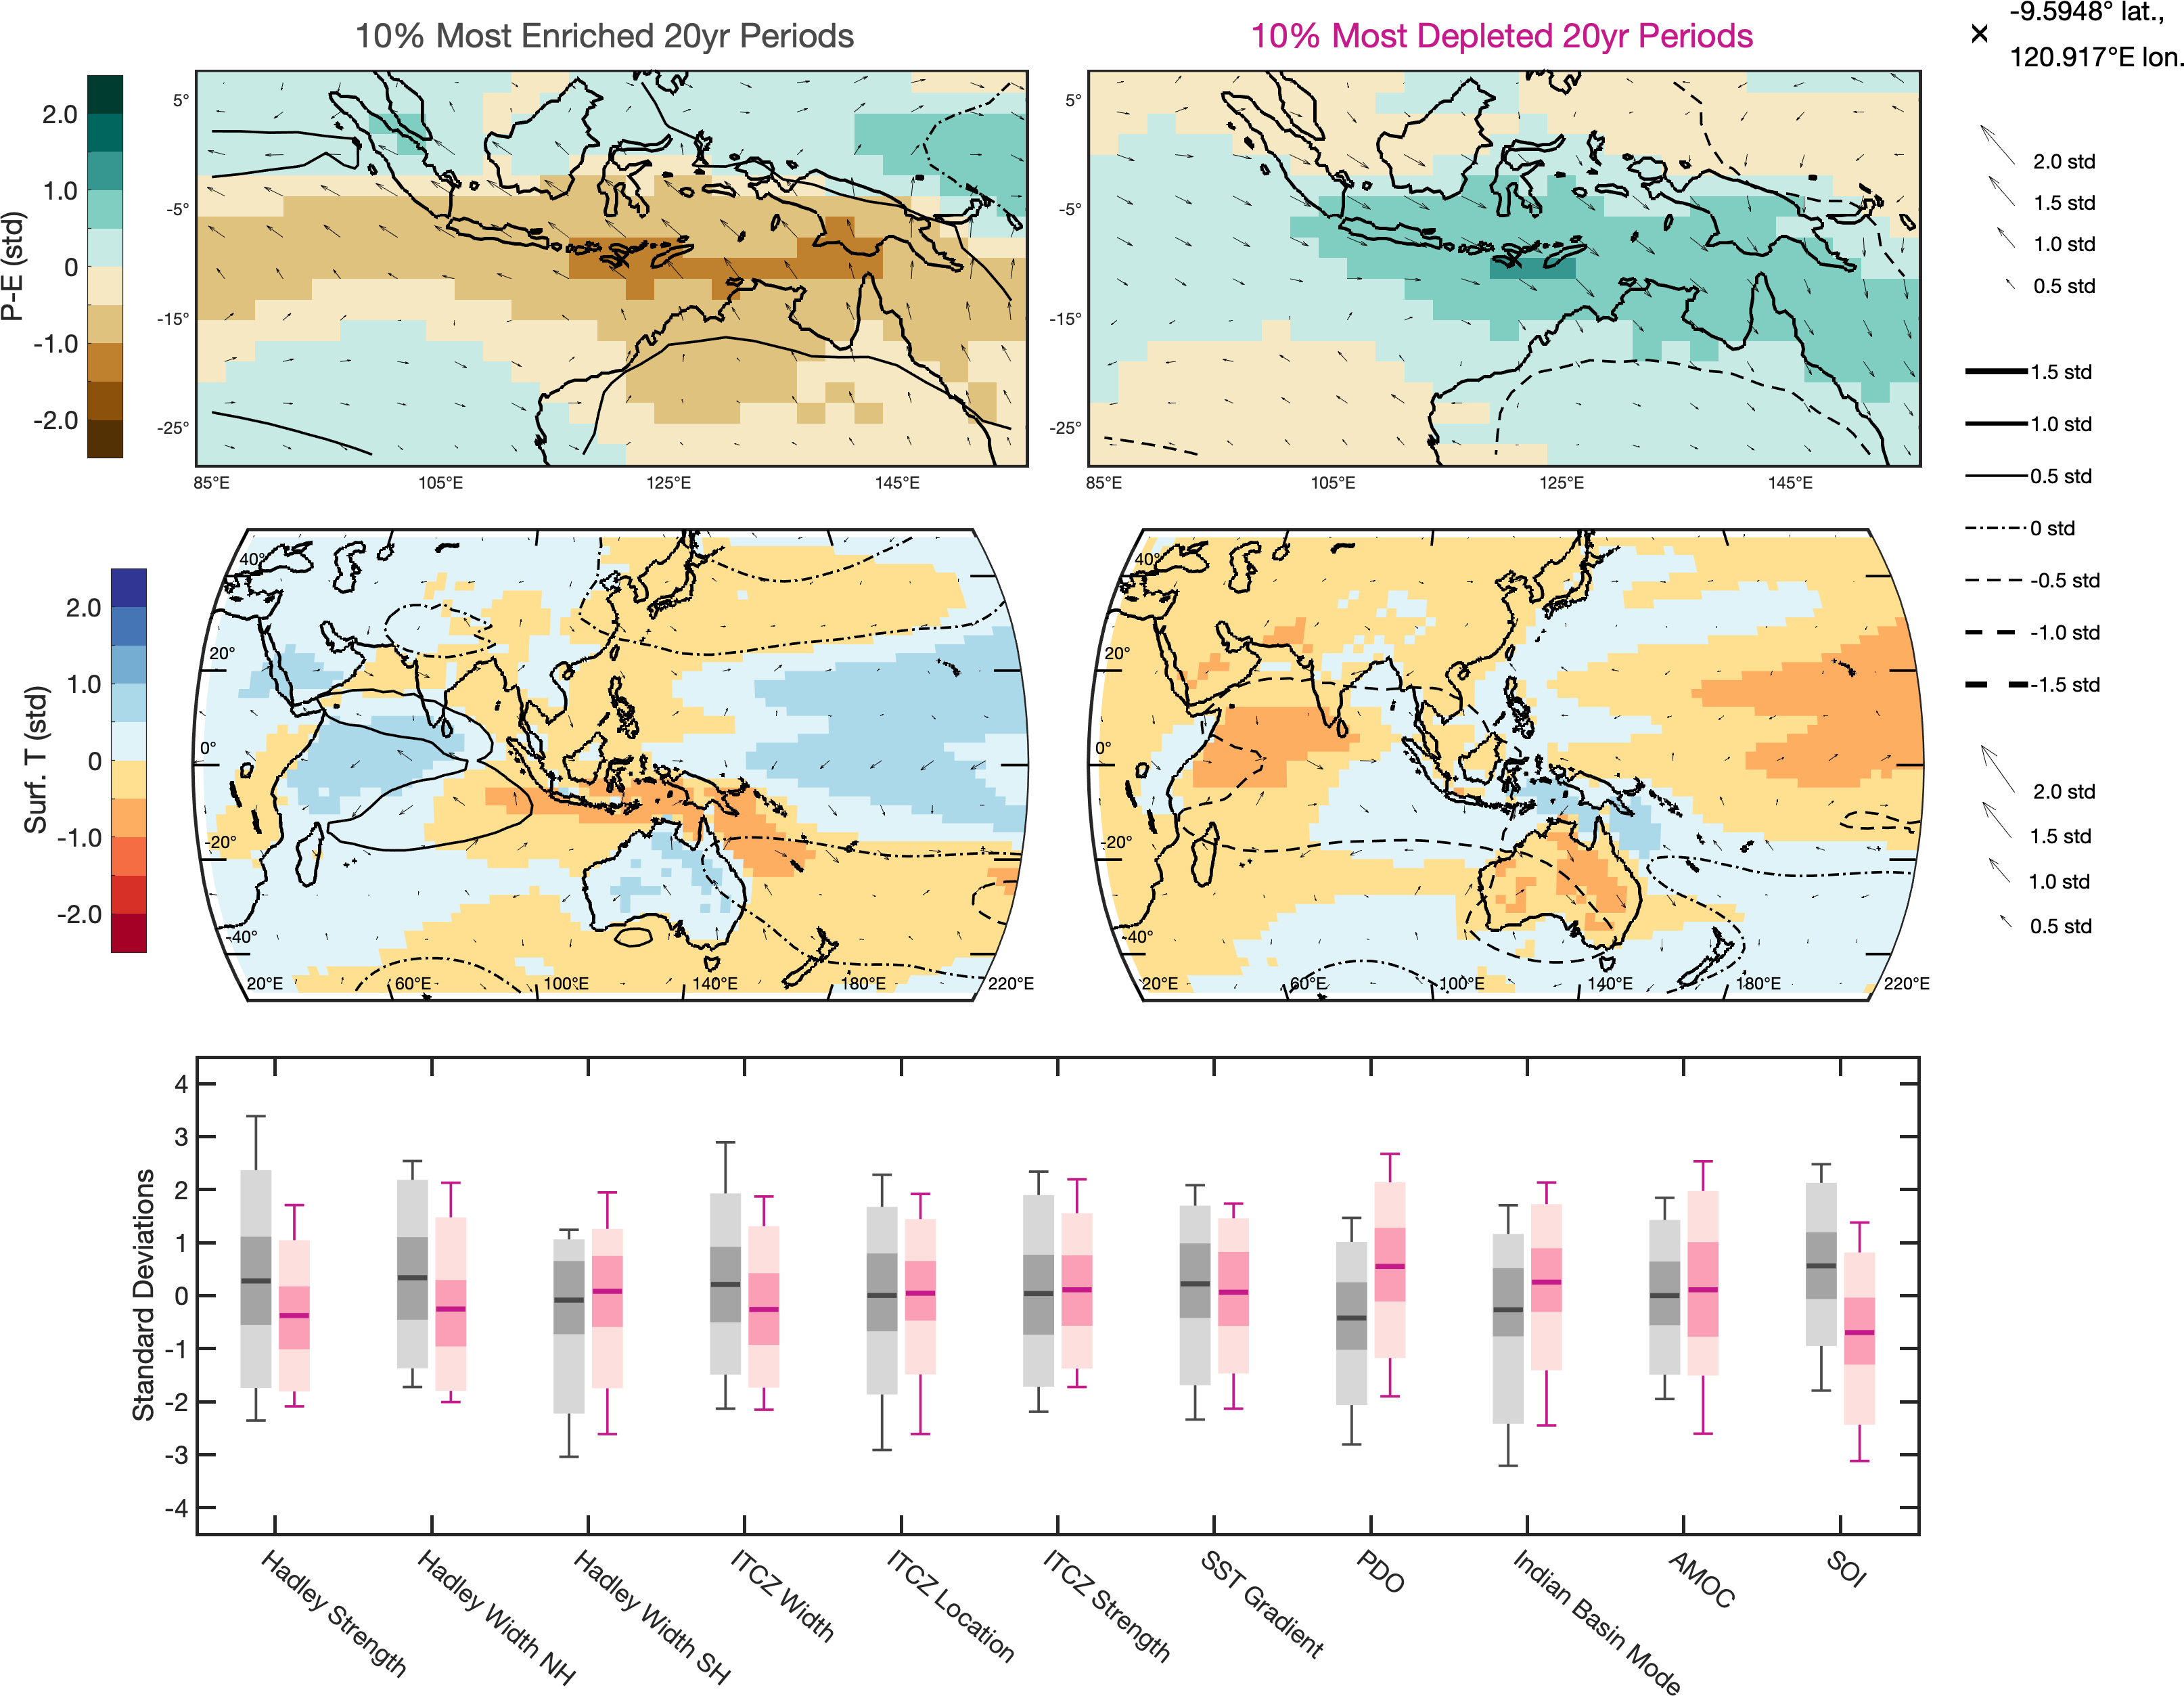 10% Most Enriched 20yr Periods
10% Most Depleted 20yr Periods
-9.5948° lat.,
120.917°E lon.
P-E (std)
2.0
1.0
0
-1.0
-2.0
5°
-5°
-15°
-25°
85°E
105°E
125°E
145°E
5°
-5°
-15°
-25°
85°E
105°E
125°E
145°E
2.0 std
1.5 std
1.0 std
0.5 std
1.5 std
1.0 std
0.5 std
0 std
-0.5 std
-1.0 std
-1.5 std
Surf. T (std)
2.0
1.0
0
-1.0
-2.0
40°
20°
0°
-20°
-40°
20°E
60°E
100°E
140°E
180°E
220°E
40°
20°
0°
-20°
-40°
20°E
60°E
100°E
140°E
180°E
220°E
2.0 std
1.5 std
1.0 std
0.5 std
Standard Deviations
4
3
2
1
0
-1
-2
-3
-4
Hadley Strength
Hadley Width NH
Hadley Width SH
ITCZ Width
ITCZ Location
ITCZ Strength
SST Gradient
PDO
Indian Basin Mode
AMOC
SOI